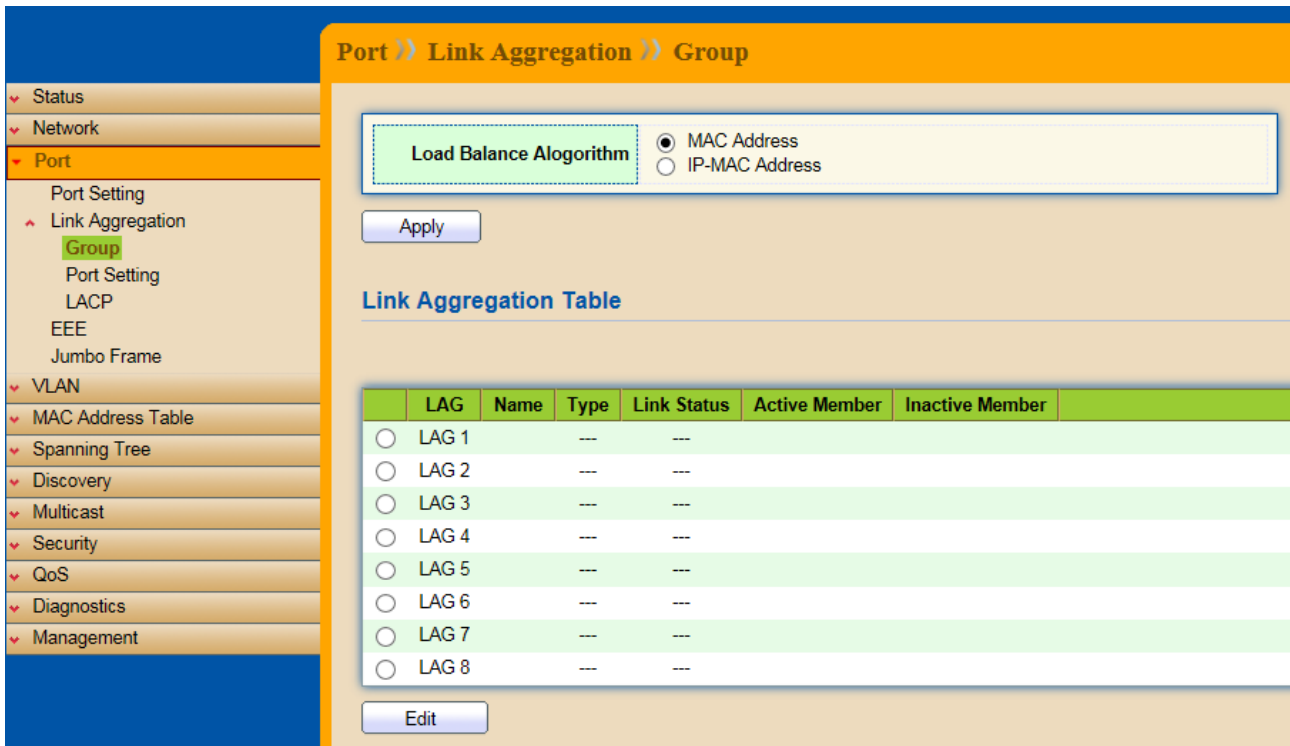 Port » Link Aggregation » Group
Status
Network
Port
Port Setting
Link Aggregation
Group
Port Setting
LACP
EEE
Jumbo Frame
VLAN
MAC Address Table
Spanning Tree
Discovery
Multicast
Security
QoS
Diagnostics
Management
Load Balance Alogorithm
MAC Address
IP-MAC Address
Apply
Link Aggregation Table
LAG Name Type Link Status Active Member Inactive Member
LAG 1 --- ---
LAG 2 --- ---
LAG 3 --- ---
LAG 4 --- ---
LAG 5 --- ---
LAG 6 --- ---
LAG 7 --- ---
LAG 8 --- ---
Edit